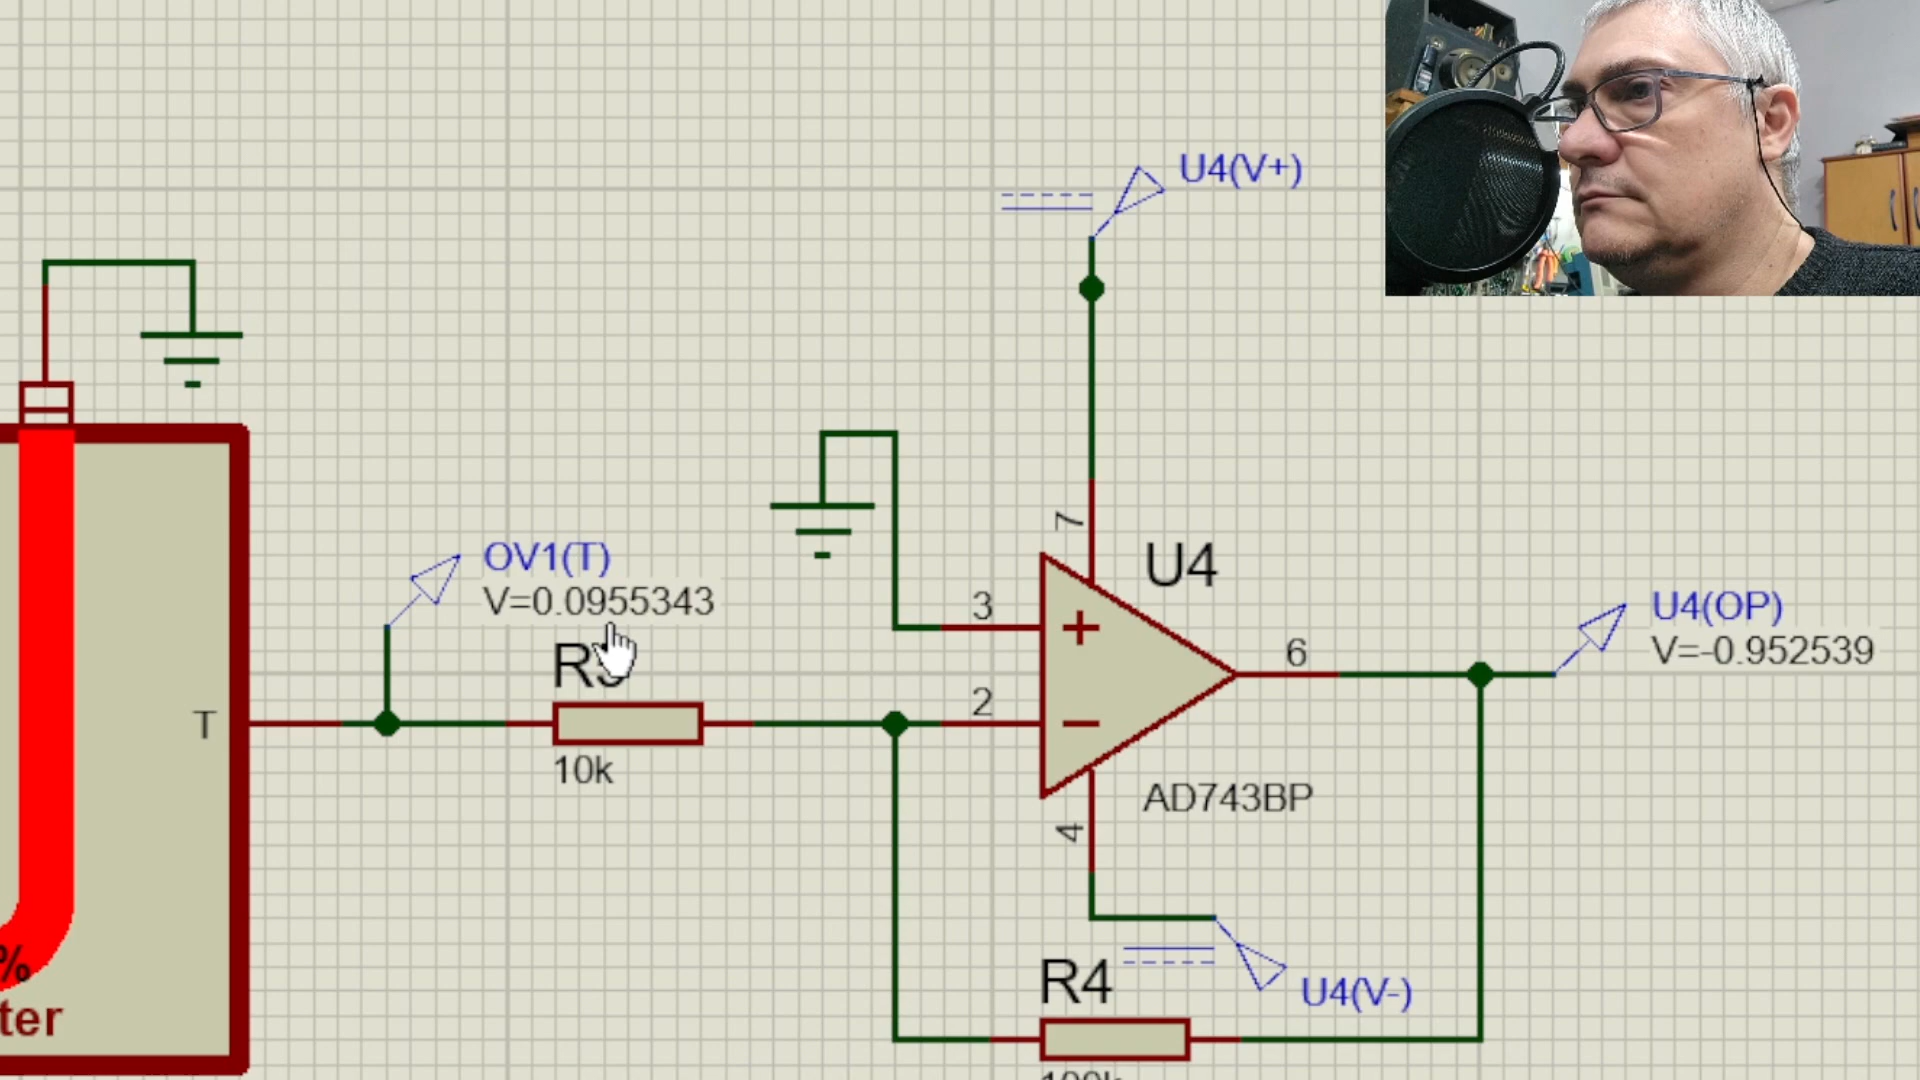 U4(V+)
7
OV1(T)
V=0.0955343
3
U4
U4(OP)
V=-0.952539
6
2
T
10k
AD743BP
4
R4
U4(V-)
%
ter